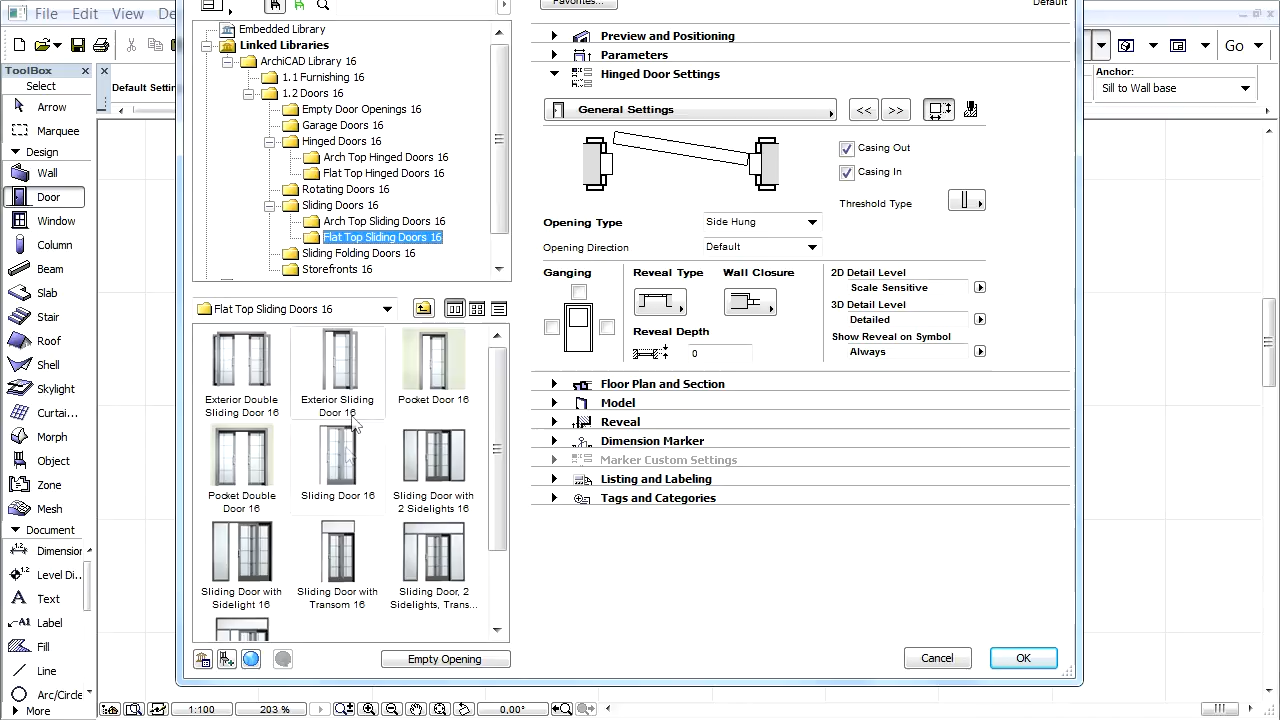 File
Edit
View
De
Favorites...
Default
ToolBox
Select
Arrow
Marquee
Design
Wall
Door
Window
Column
Beam
Slab
Stair
Roof
Shell
Skylight
Curtai...
Morph
Object
Zone
Mesh
Document
Dimension
Level Di...
Text
Label
Fill
Line
Arc/Circle
More
Default Settin
Embedded Library
Linked Libraries
ArchiCAD Library 16
1.1 Furnishing 16
1.2 Doors 16
Empty Door Openings 16
Garage Doors 16
Hinged Doors 16
Arch Top Hinged Doors 16
Flat Top Hinged Doors 16
Rotating Doors 16
Sliding Doors 16
Arch Top Sliding Doors 16
Flat Top Sliding Doors 16
Sliding Folding Doors 16
Storefronts 16
Flat Top Sliding Doors 16
Exterior Double
Sliding Door 16
Exterior Sliding
Door 16
Pocket Door 16
Pocket Double
Door 16
Sliding Door 16
Sliding Door with
2 Sidelights 16
Sliding Door with
Sidelight 16
Sliding Door with
Transom 16
Sliding Door, 2
Sidelights, Trans...
Empty Opening
Preview and Positioning
Parameters
Hinged Door Settings
General Settings
<<
>>
Casing Out
Casing In
Threshold Type
Opening Type
Side Hung
Opening Direction
Default
Ganging
Reveal Type
Wall Closure
Reveal Depth
0
2D Detail Level
Scale Sensitive
3D Detail Level
Detailed
Show Reveal on Symbol
Always
Floor Plan and Section
Model
Reveal
Dimension Marker
Marker Custom Settings
Listing and Labeling
Tags and Categories
Cancel
OK
Go
Anchor:
Sill to Wall base
1:100
203 %
0,00°